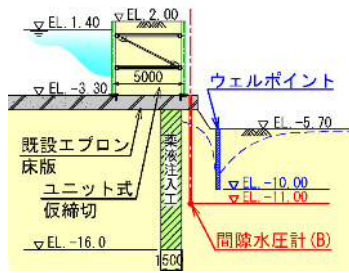 ▽EL.1.40
▽EL.2.00
5000
▽EL.-3.30
ウェルポイント
▽EL.-5.70
既設エプロン
床版
薬液注入工
ユニット式
仮締切
▽EL.-10.00
▽EL.-11.00
間隙水圧計(B)
▽EL.-16.0
1500